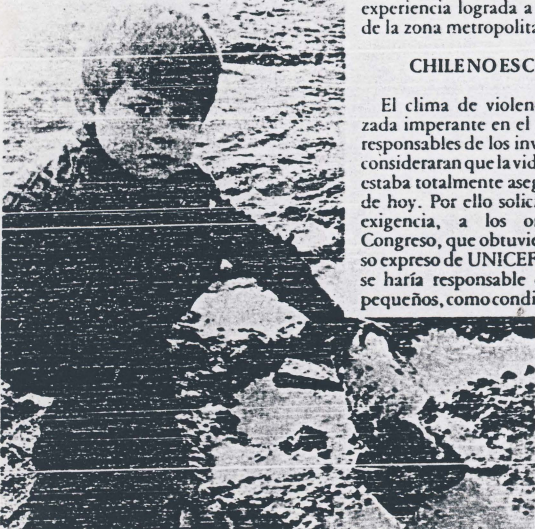 experiencia lograda a
de la zona metropolita
CHILENO ES C
El clima de violen
zada imperante en el
responsables de los inv
consideraran que la vid
estaba totalmente aseg
de hoy. Por ello solic
exigencia, a los o
Congreso, que obtuvie
so expreso de UNICEF
se haría responsable
pequeños, como condi